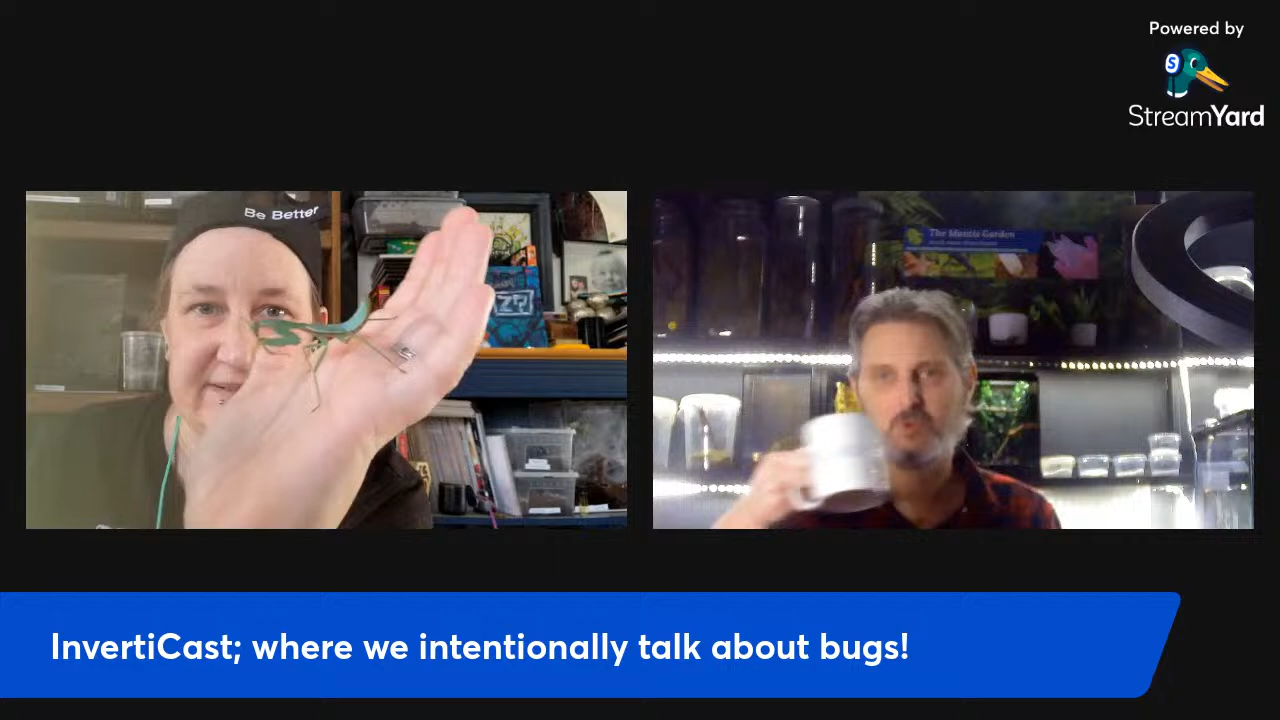 Powered by
S
StreamYard
Be Better
The Mantis Garden
InvertiCast; where we intentionally talk about bugs!